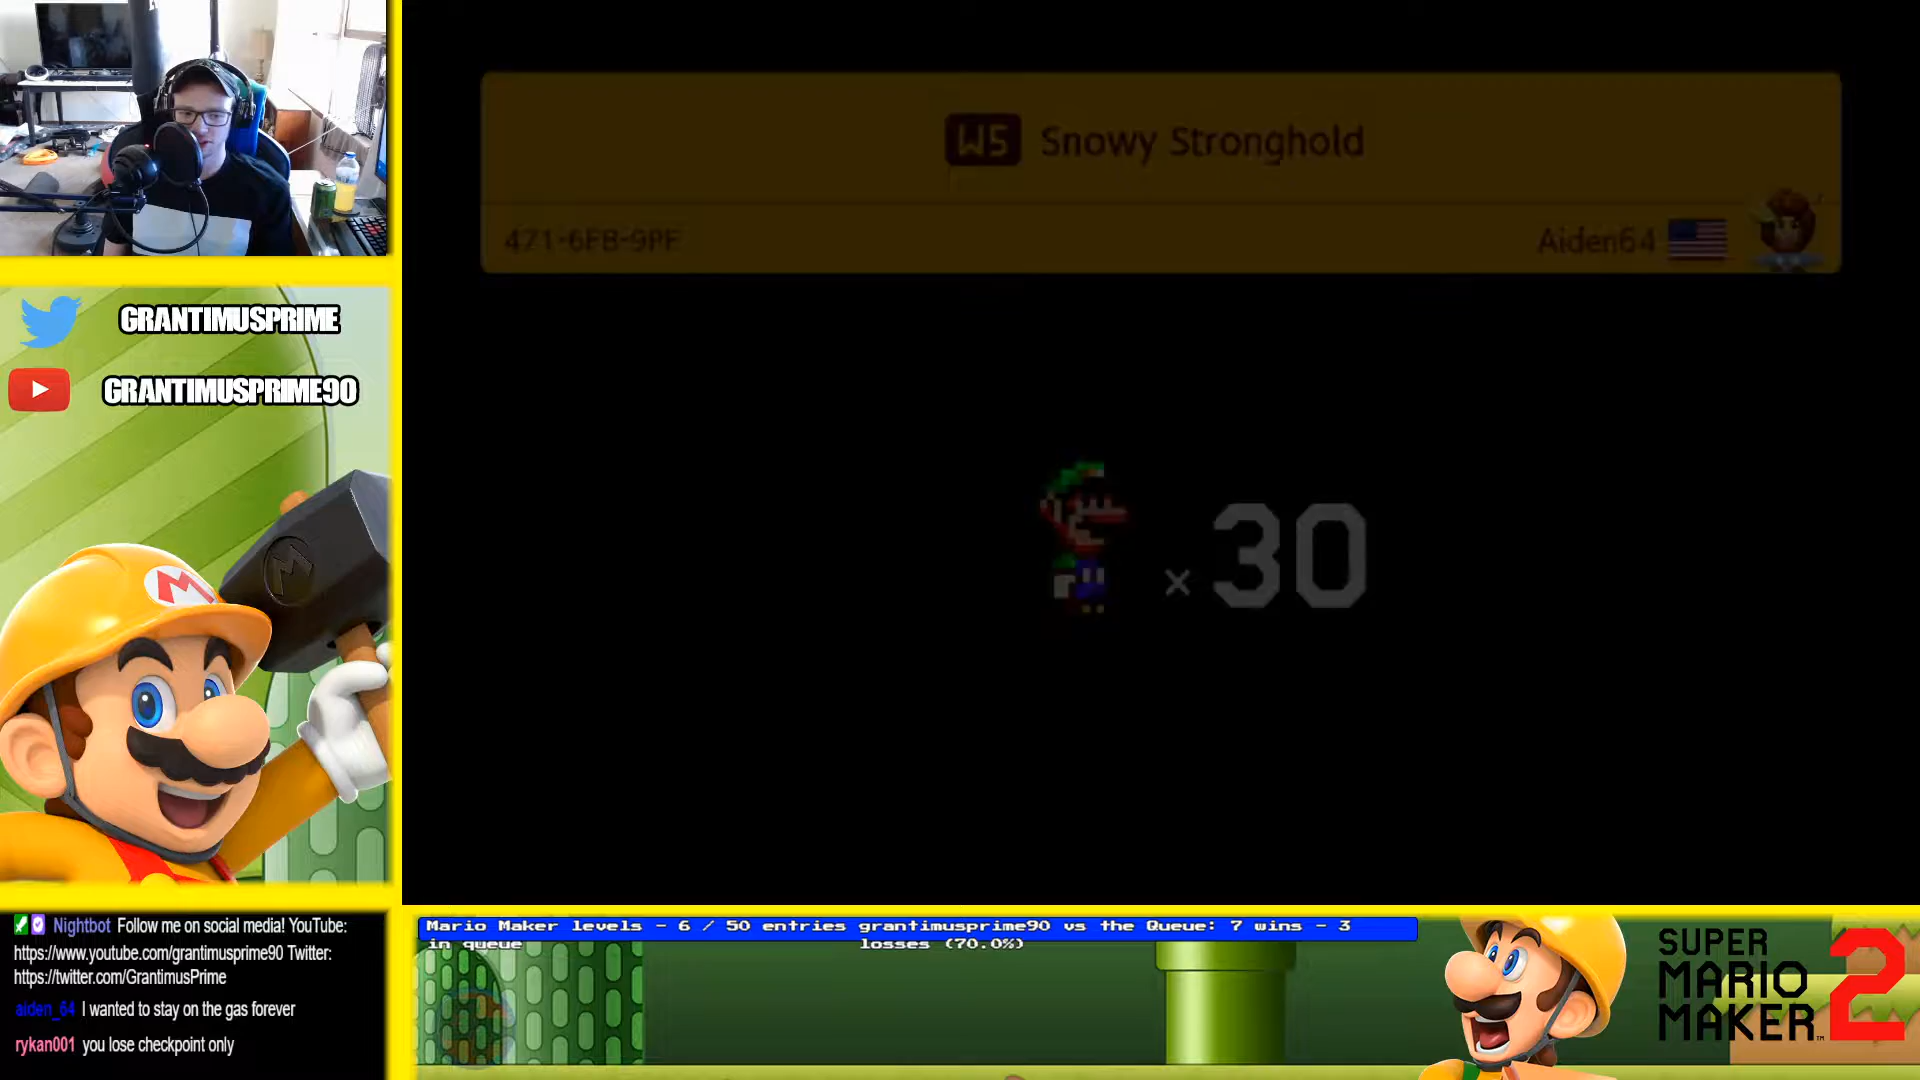 W5 Snowy Stronghold
Aiden64
GRANTIMUSPRIME
GRANTIMUSPRIME90
× 30
M
M
Nightbot Follow me on social media! YouTube:
https://www.youtube.com/grantimusprime90 Twitter:
https://twitter.com/GrantimusPrime
aiden_64 I wanted to stay on the gas forever
rykan001 you lose checkpoint only
Mario Maker levels - 6 / 50 entries
in queue
grantimusprime90 vs the Queue: 7 wins - 3
losses (70.0%)
SUPER
MARIO
MAKER 2